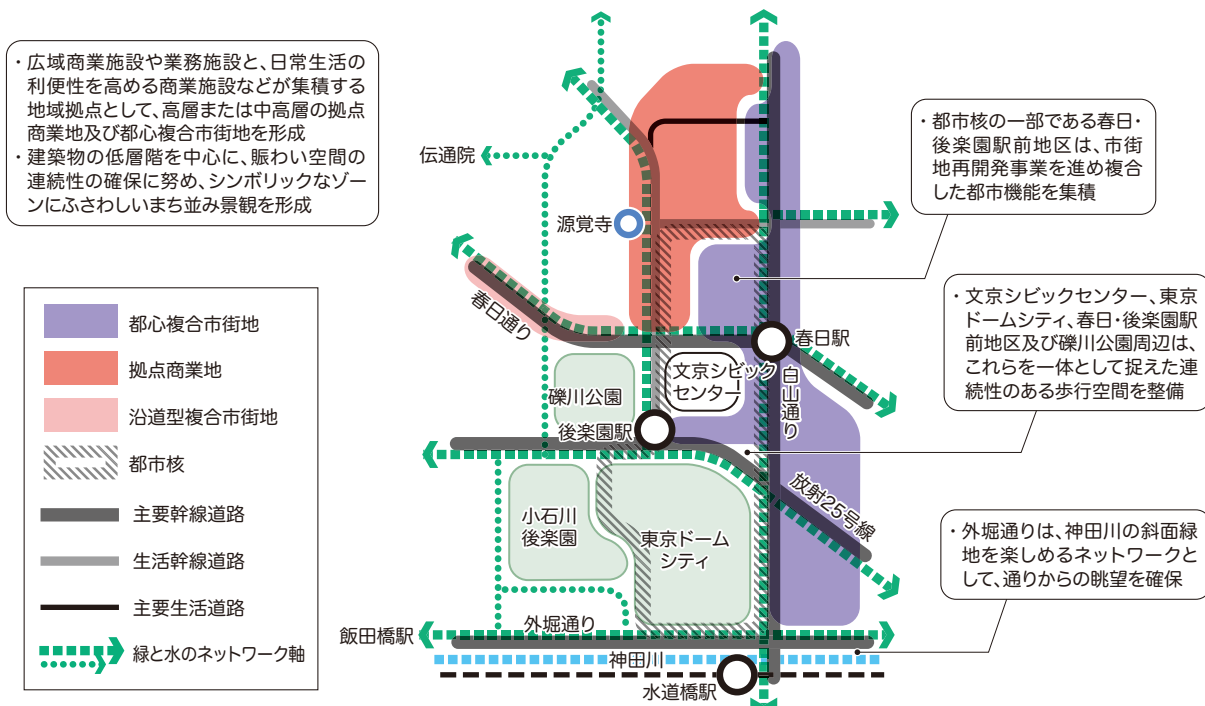 ・広域商業施設や業務施設と、日常生活の
利便性を高める商業施設などが集積する
地域拠点として、高層または中高層の拠点
商業地及び都心複合市街地を形成
・建築物の低層階を中心に、賑わい空間の
連続性の確保に努め、シンボリックなゾー
ンにふさわしいまち並み景観を形成
伝通院
源覚寺
・都市核の一部である春日・
後楽園駅前地区は、市街
地再開発事業を進め複合
した都市機能を集積
春日通り
春日駅
文京シビック
センター
白山通り
礫川公園
後楽園駅
・文京シビックセンター、東京
ドームシティ、春日・後楽園駅
前地区及び礫川公園周辺は、
これらを一体として捉えた連
続性のある歩行空間を整備
放射25号線
小石川
後楽園
東京ドーム
シティ
・外堀通りは、神田川の斜面緑
地を楽しめるネットワークと
して、通りからの眺望を確保
飯田橋駅
外堀通り
神田川
水道橋駅
都心複合市街地
拠点商業地
沿道型複合市街地
都市核
主要幹線道路
生活幹線道路
主要生活道路
緑と水のネットワーク軸